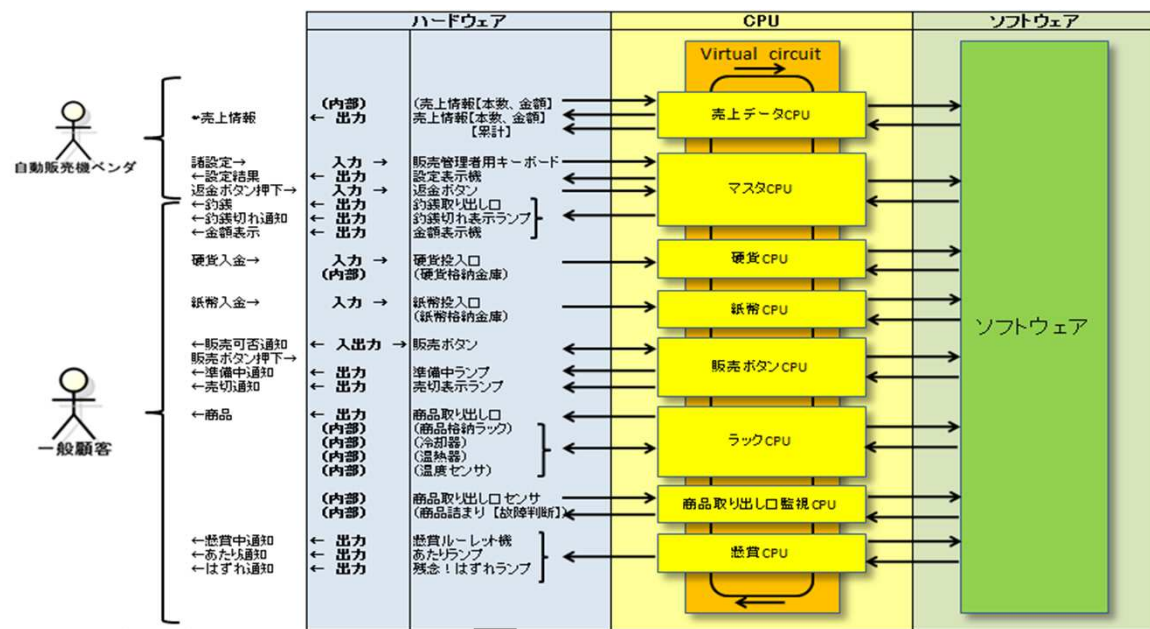 ハードウェア CPU ソフトウェア
Virtual circuit
(内部) (売上情報【本数、金額】
←売上情報 ← 出力 売上情報【本数、金額】
【累計】
売上データCPU
自動販売機ベンダ
諸設定→ 入力 → 販売管理者用キーボード
←設定結果 ← 出力 設定表示機
返金ボタン押下→ 入力 → 返金ボタン
←釣銭 ← 出力 釣銭取り出し口
←釣銭切れ通知 ← 出力 釣銭切れ表示ランプ
←金額表示 ← 出力 金額表示機
マスタCPU
硬貨入金→ 入力 → 硬貨投入口
(内部) (硬貨格納金庫)
硬貨CPU
紙幣入金→ 入力 → 紙幣投入口
(紙幣格納金庫)
紙幣CPU
ソフトウェア
←販売可否通知 ← 入出力 → 販売ボタン
販売ボタン押下→
←準備中通知 ← 出力 準備中ランプ
←売切通知 ← 出力 売切表示ランプ
販売ボタンCPU
一般顧客
←商品 ← 出力 商品取り出し口
(内部) (商品格納ラック)
(内部) (冷却器)
(内部) (温熱器)
(内部) (温度センサ)
ラックCPU
(内部) 商品取り出し口センサ
(内部) (商品詰まり【故障判断】)
商品取り出し口監視CPU
←懸賞中通知 ← 出力 懸賞ルーレット機
←あたり通知 ← 出力 あたりランプ
←はずれ通知 ← 出力 残念！はずれランプ
懸賞CPU